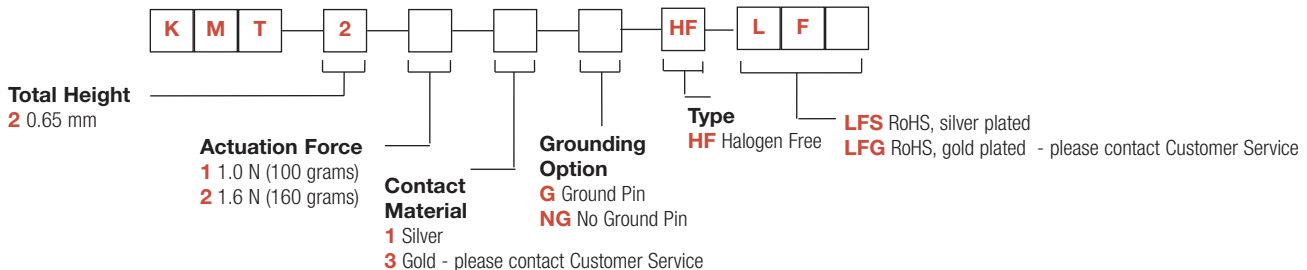 K M T 2 HF L F
Total Height
2 0.65 mm
Actuation Force
1 1.0 N (100 grams)
2 1.6 N (160 grams)
Contact
Material
1 Silver
3 Gold - please contact Customer Service
Grounding
Option
G Ground Pin
NG No Ground Pin
Type
HF Halogen Free
LFS RoHS, silver plated
LFG RoHS, gold plated - please contact Customer Service